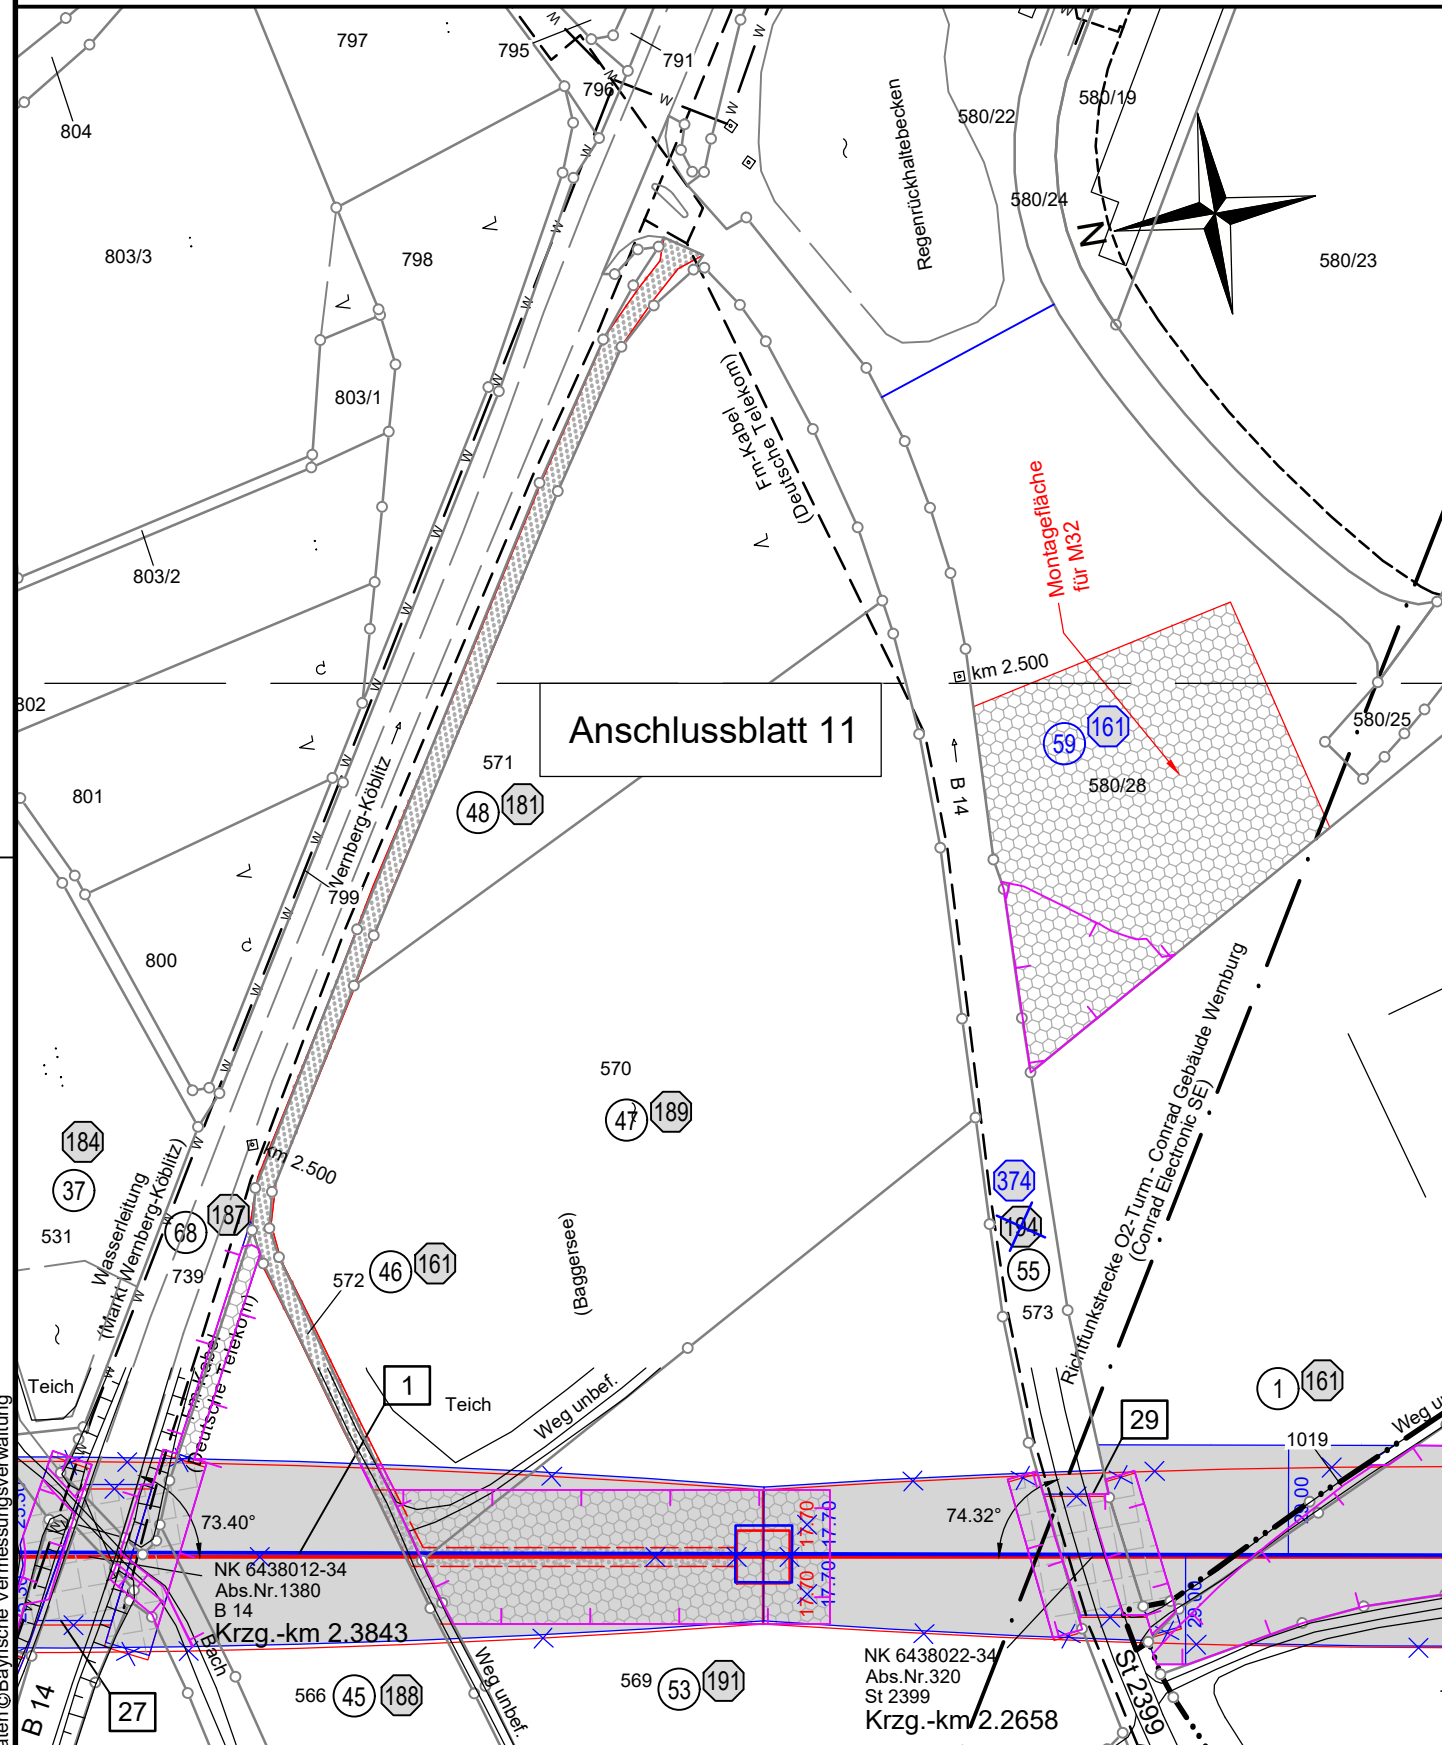 797
795
791
796
804
580/22
580/19
Regenrückhaltebecken
580/24
N
803/3
798
580/23
803/1
Fm-Kabel
(Deutsche Telekom)
803/2
Montagefläche
für M32
km 2.500
802
Anschlussblatt 11
580/25
59
161
571
B 14
580/28
801
48
181
Wernberg-Köblitz
799
800
570
47
189
Richtfunkstrecke O2-Turm - Conrad Gebäude Wernburg
(Conrad Electronic SE)
184
37
km 2.500
374
194
55
573
531
Wasserleitung
(Markt Wernberg-Köblitz)
68
187
739
572
46
161
(Baggersee)
Fm-Kabel
(Deutsche Telekom)
Teich
1
Teich
Weg unbef.
1
161
29
1019
Weg u
73.40°
74.32°
17.70
17.70
17.70
17.70
29.00
NK 6438012-34
Abs.Nr.1380
B 14
Krzg.-km 2.3843
Bach
Weg unbef.
NK 6438022-34
Abs.Nr.320
St 2399
Krzg.-km 2.2658
St 2399
566
45
188
569
53
191
27
B 14
aten©Bayrische Vermessungsverwaltung